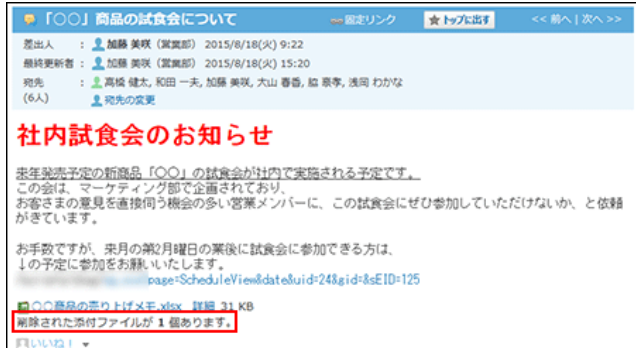 「〇〇」商品の試食会について 固定リンク ★トップに出す <<前へ | 次へ>>
差出人 : 加藤 美咲（営業部） 2015/8/18(火) 9:22
最終更新者 : 加藤 美咲（営業部） 2015/8/18(火) 15:20
宛先 : 高橋 健太, 和田 一夫, 加藤 美咲, 大山 春香, 脇 泰孝, 浅岡 わかな
(6人) 宛先の変更
社内試食会のお知らせ
来年発売予定の新商品「〇〇」の試食会が社内で実施される予定です。
この会は、マーケティング部で企画されており、
お客さまの意見を直接伺う機会の多い営業メンバーに、この試食会にぜひ参加していただけないか、と依頼
がきています。
お手数ですが、来月の第2月曜日の業後に試食会に参加できる方は、
↓の予定に参加をお願いいたします。
page=ScheduleView&date&uid=24&gid=&sEID=125
〇〇商品の売り上げメモ.xlsx 詳細 31 KB
削除された添付ファイルが 1 個あります。
いいね！